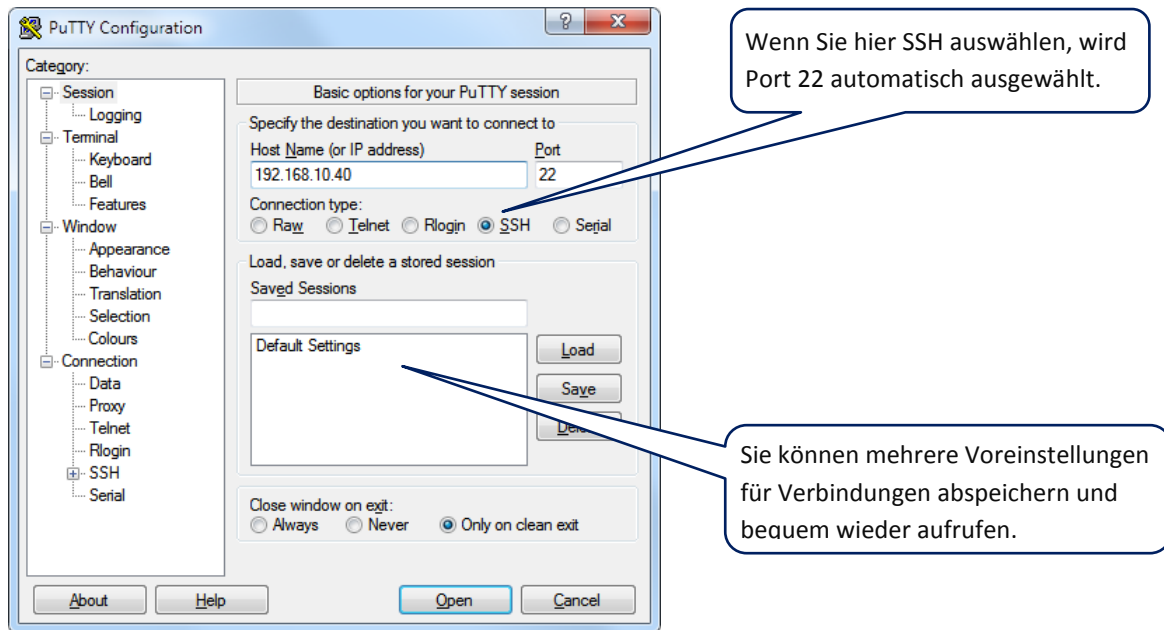 PuTTY Configuration
Category:
Session
Logging
Terminal
Keyboard
Bell
Features
Window
Appearance
Behaviour
Translation
Selection
Colours
Connection
Data
Proxy
Telnet
Rlogin
SSH
Serial
Basic options for your PuTTY session
Specify the destination you want to connect to
Host Name (or IP address) Port
192.168.10.40 22
Connection type:
Raw Telnet Rlogin SSH Serial
Load, save or delete a stored session
Saved Sessions
Default Settings
Load
Save
Close window on exit:
Always Never Only on clean exit
About Help Open Cancel
Wenn Sie hier SSH auswählen, wird
Port 22 automatisch ausgewählt.
Sie können mehrere Voreinstellungen
für Verbindungen abspeichern und
bequem wieder aufrufen.